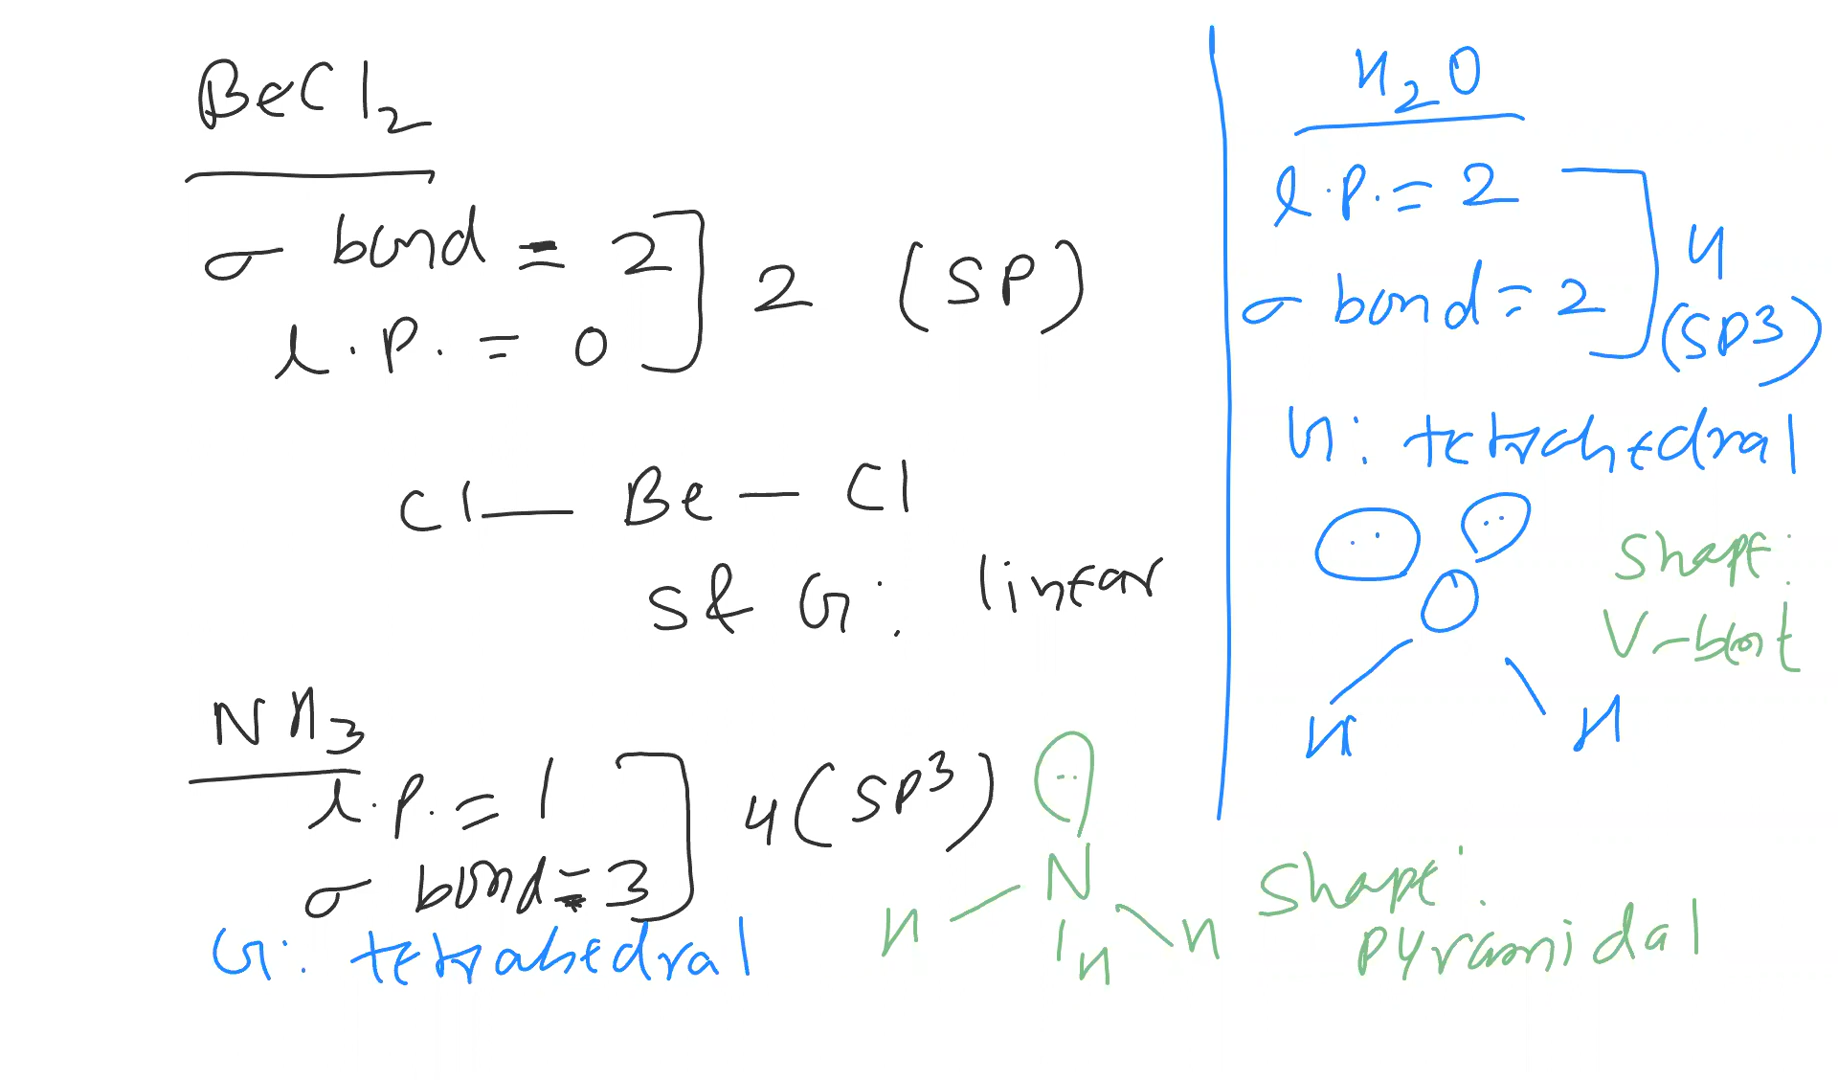 BeCl2
σ bond = 2
2 (SP)
l.P. = 0
Cl — Be — Cl
S & G: linear
NH3
l.P. = 1
4 (SP3)
σ bond = 3
G: tetrahedral
N
H H H
Shape:
Pyramidal
H2O
l.P. = 2
4
σ bond = 2
(SP3)
G: tetrahedral
O
H H
Shape:
V-bent